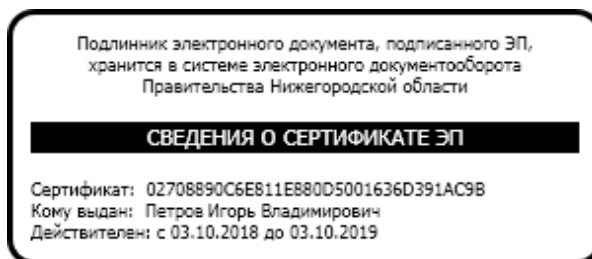 Подлинник электронного документа, подписанного ЭП,
хранится в системе электронного документооборота
Правительства Нижегородской области
СВЕДЕНИЯ О СЕРТИФИКАТЕ ЭП
Сертификат: 02708890C6E811E880D5001636D391AC9B
Кому выдан: Петров Игорь Владимирович
Действителен: с 03.10.2018 до 03.10.2019